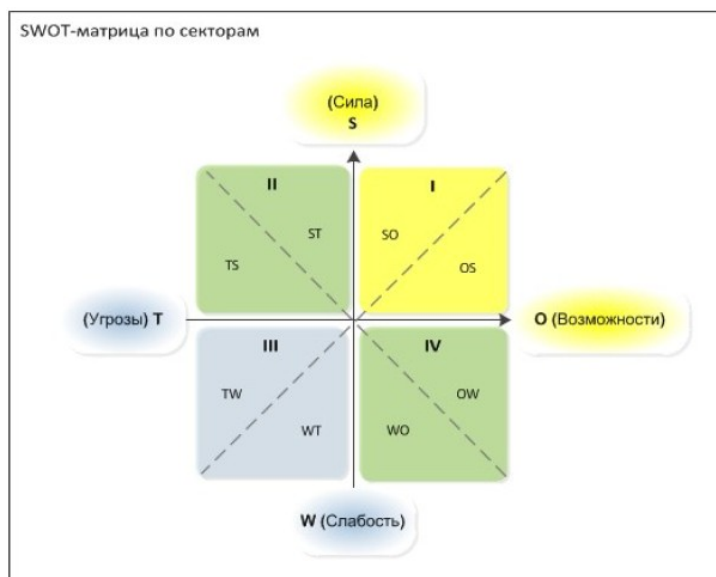 SWOT-матрица по секторам
(Сила)
S
II
I
ST
SO
TS
OS
(Угрозы) T
O (Возможности)
III
IV
TW
OW
WT
WO
W (Слабость)